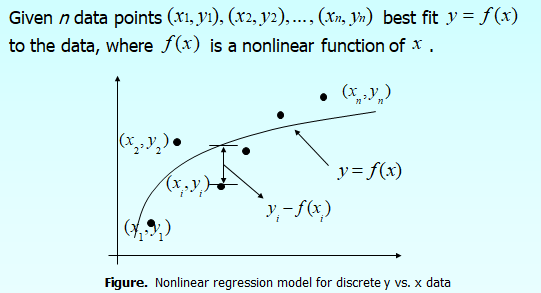 Given n data points (x1, y1), (x2, y2), ..., (xn, yn) best fit y = f(x)
to the data, where f(x) is a nonlinear function of x .
(xₙ, yₙ)
(x₂, y₂)
y = f(x)
(xᵢ, yᵢ)
yᵢ − f(xᵢ)
(x₁, y₁)
Figure. Nonlinear regression model for discrete y vs. x data